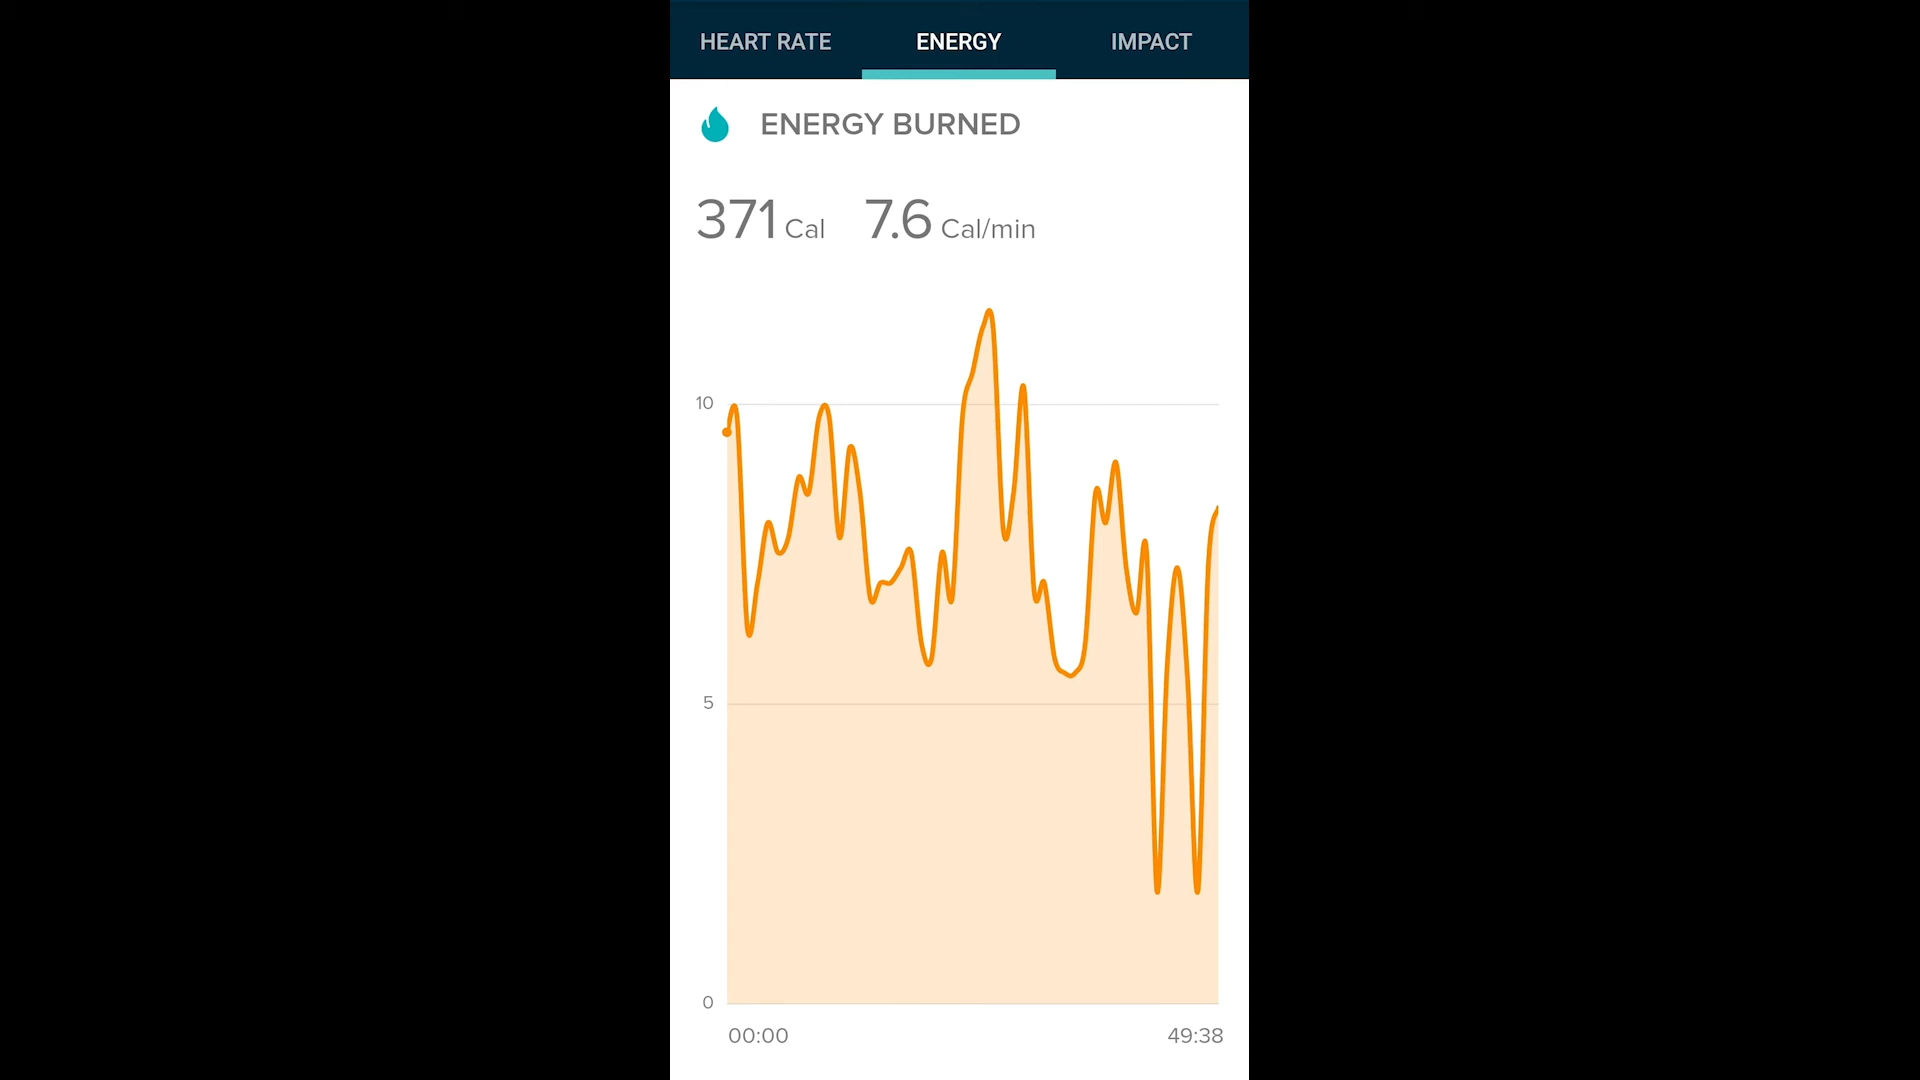 HEART RATE ENERGY IMPACT
ENERGY BURNED
371 Cal 7.6 Cal/min
10
5
0
00:00 49:38